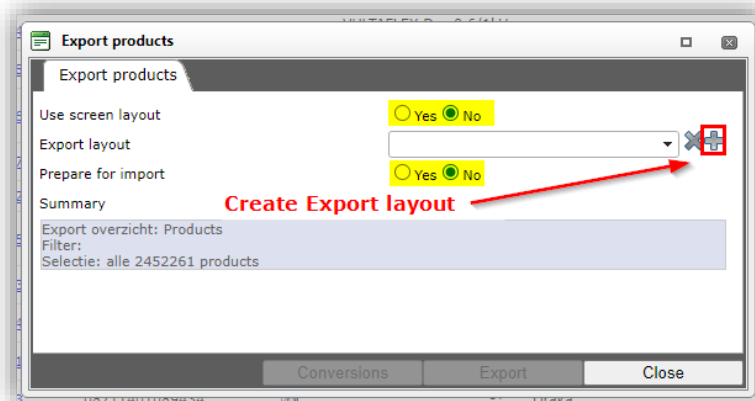 Export products
Export products
Use screen layout Yes No
Export layout
Prepare for import Yes No
Summary
Create Export layout
Export overzicht: Products
Filter:
Selectie: alle 2452261 products
Conversions Export Close